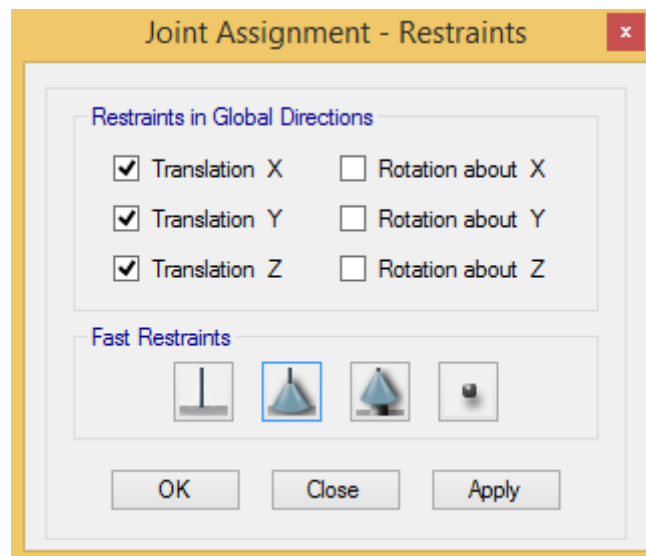 Joint Assignment - Restraints
x
Restraints in Global Directions
Translation X
Rotation about X
Translation Y
Rotation about Y
Translation Z
Rotation about Z
Fast Restraints
OK
Close
Apply